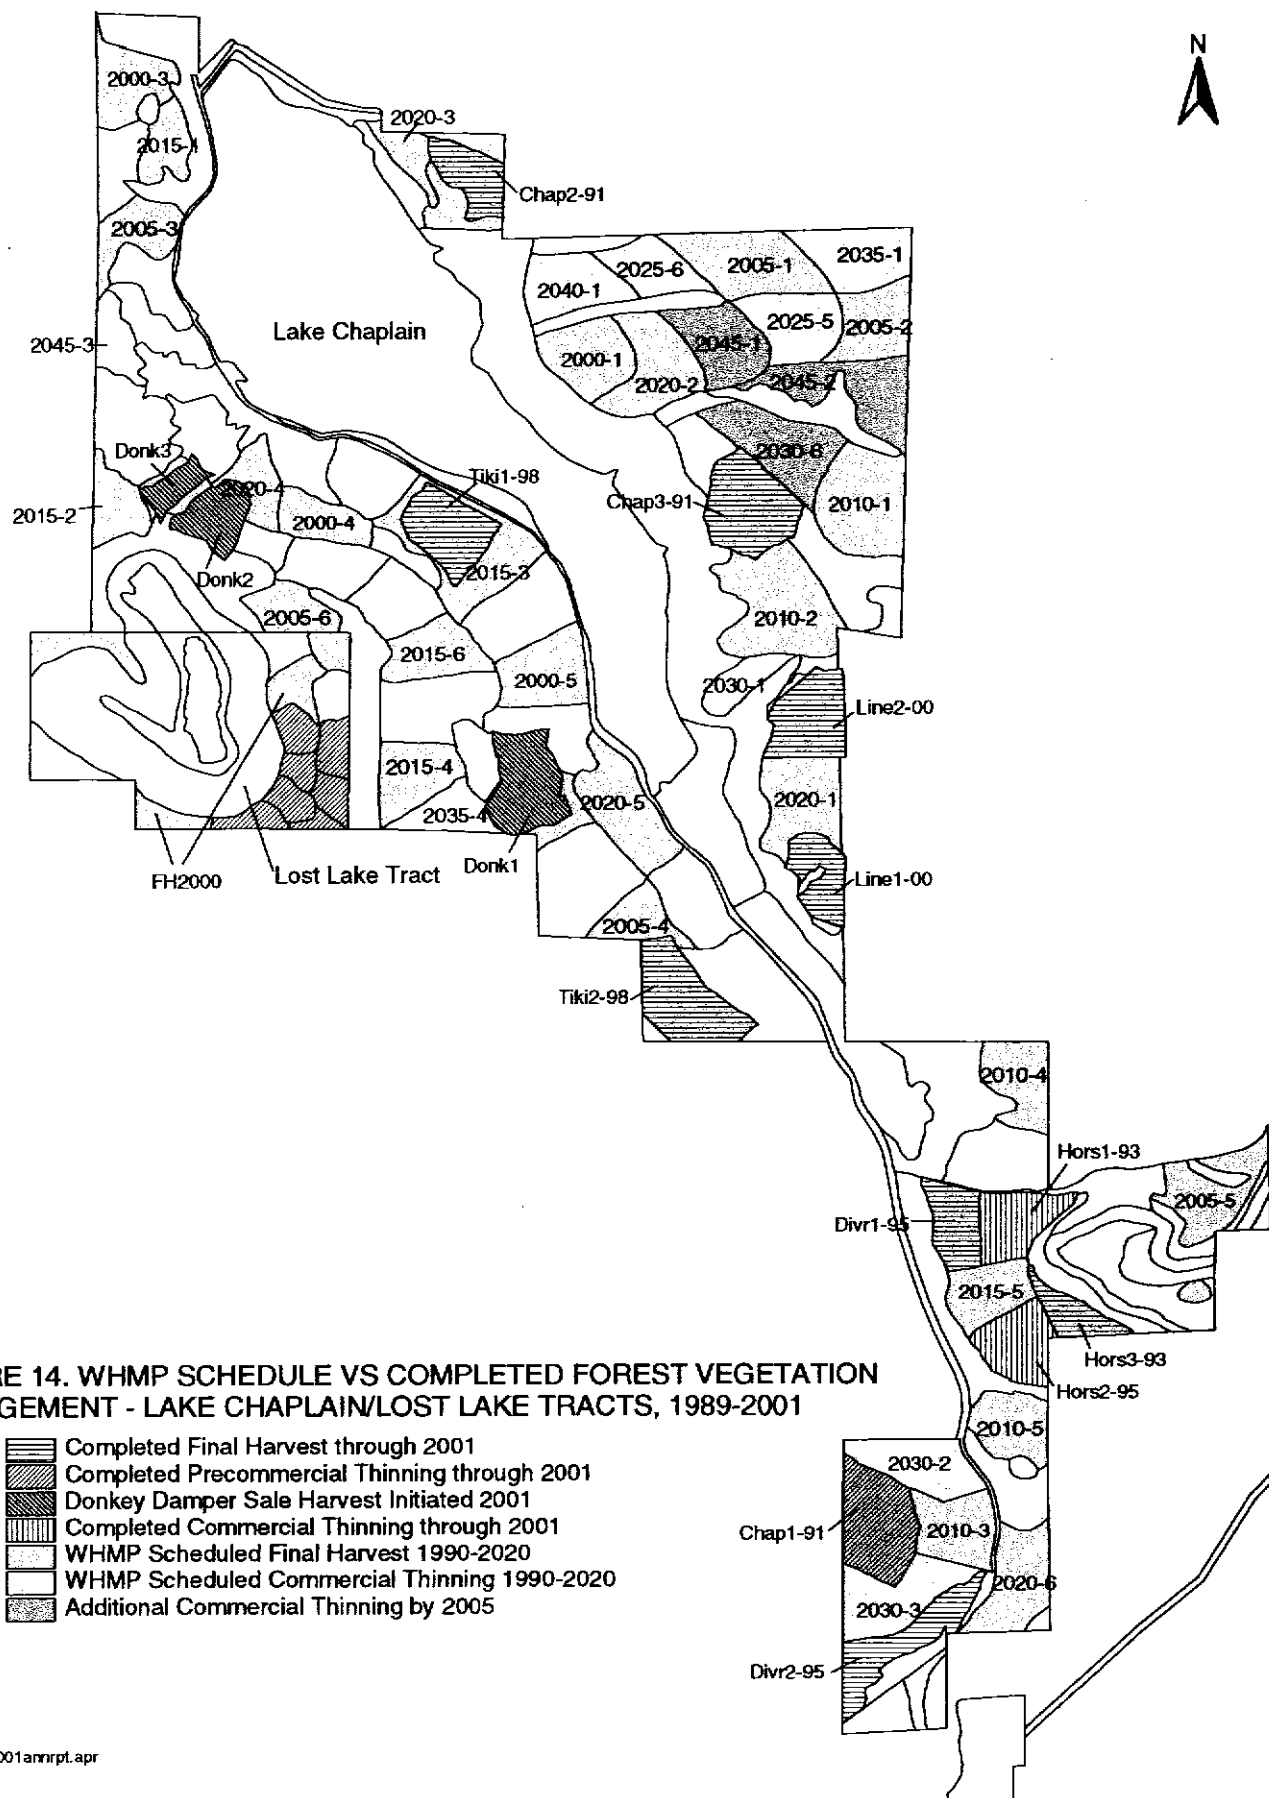 N
2000-3
2020-3
2015-1
Chap2-91
2005-3
2035-1
2025-6
2005-1
2040-1
Lake Chaplain
2025-5
2005-2
2045-3
2045-1
2000-1
2020-2
2045-2
Donk3
2030-6
Tiki1-98
2020-4
Chap3-91
2010-1
2015-2
2000-4
Donk2
2015-3
2005-6
2010-2
2015-6
2000-5
2030-1
Line2-00
2015-4
2020-5
2020-1
2035-4
Donk1
FH2000
Lost Lake Tract
Line1-00
2005-4
Tiki2-98
2010-4
Hors1-93
2005-5
Divr1-95
2015-5
Hors3-93
Hors2-95
RE 14. WHMP SCHEDULE VS COMPLETED FOREST VEGETATION
GEMENT - LAKE CHAPLAIN/LOST LAKE TRACTS, 1989-2001
Completed Final Harvest through 2001
Completed Precommercial Thinning through 2001
Donkey Damper Sale Harvest Initiated 2001
Completed Commercial Thinning through 2001
WHMP Scheduled Final Harvest 1990-2020
WHMP Scheduled Commercial Thinning 1990-2020
Additional Commercial Thinning by 2005
2010-5
2030-2
Chap1-91
2010-3
2020-6
2030-3
Divr2-95
001annrpt.apr